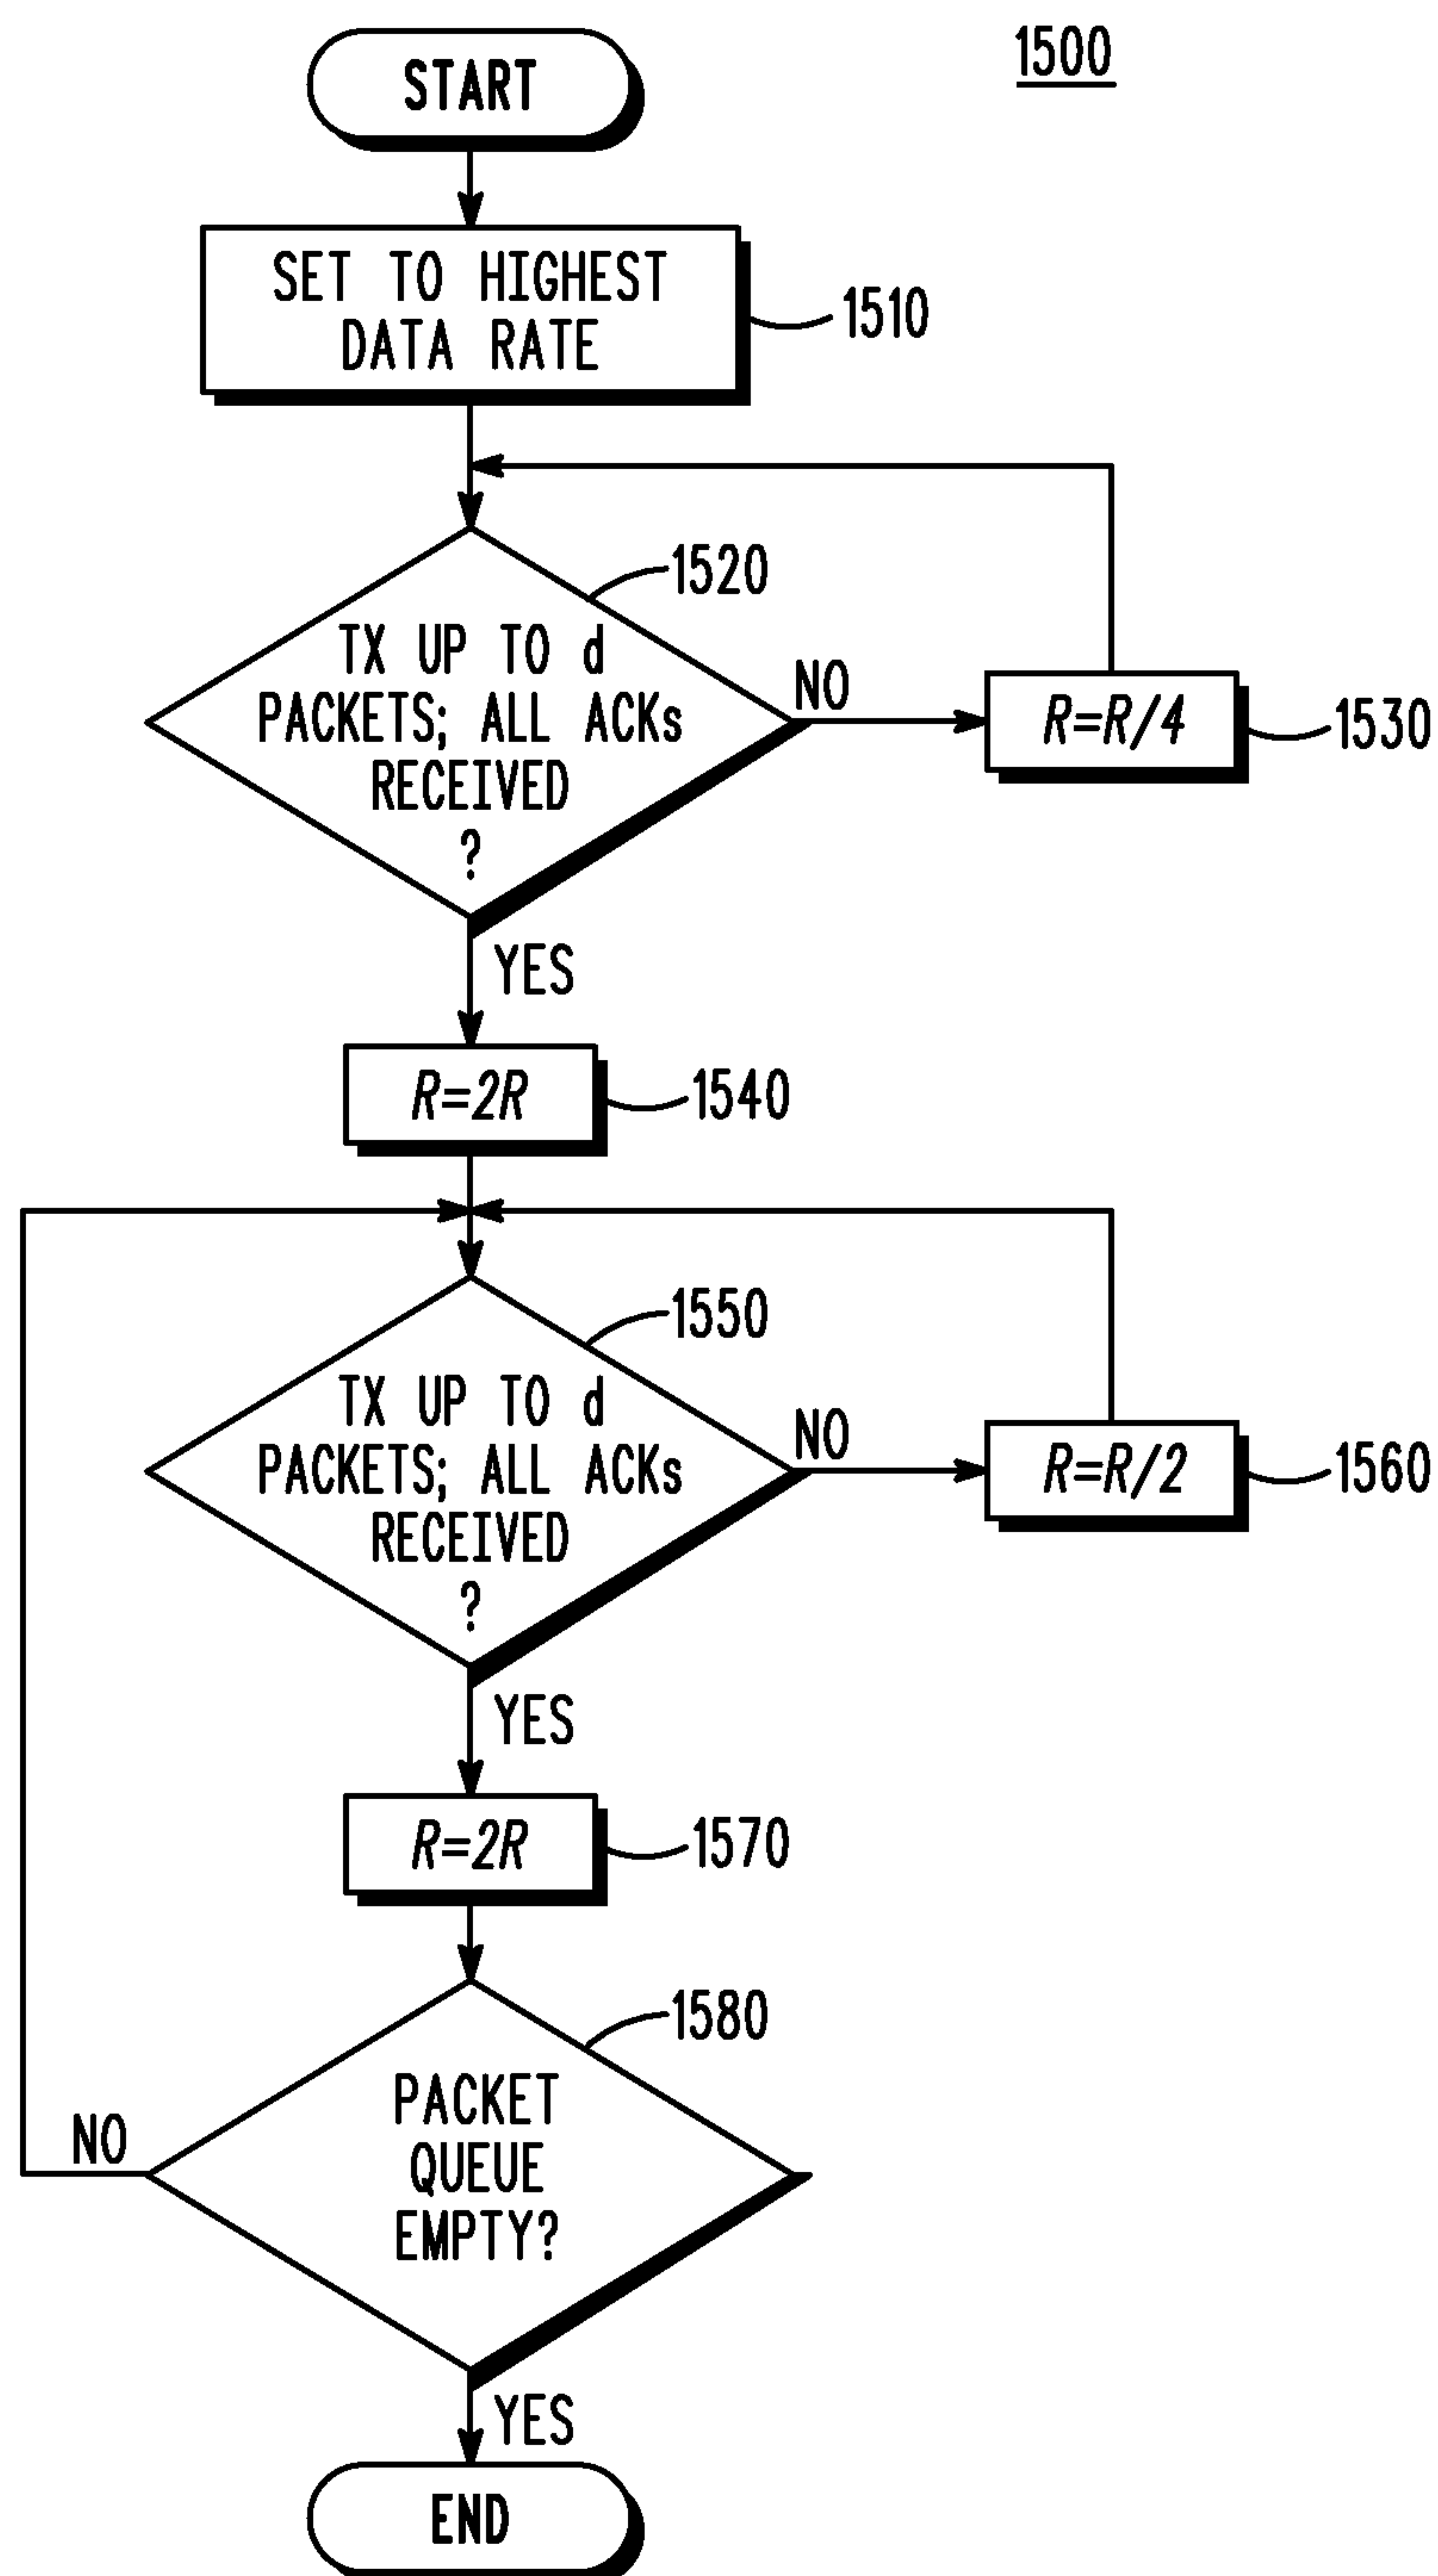 1500
START
SET TO HIGHEST
DATA RATE
1510
1520
TX UP TO d
PACKETS; ALL ACKs
RECEIVED
?
NO
R=R/4
1530
YES
R=2R
1540
1550
TX UP TO d
PACKETS; ALL ACKs
RECEIVED
?
NO
R=R/2
1560
YES
R=2R
1570
1580
PACKET
QUEUE
EMPTY?
NO
YES
END